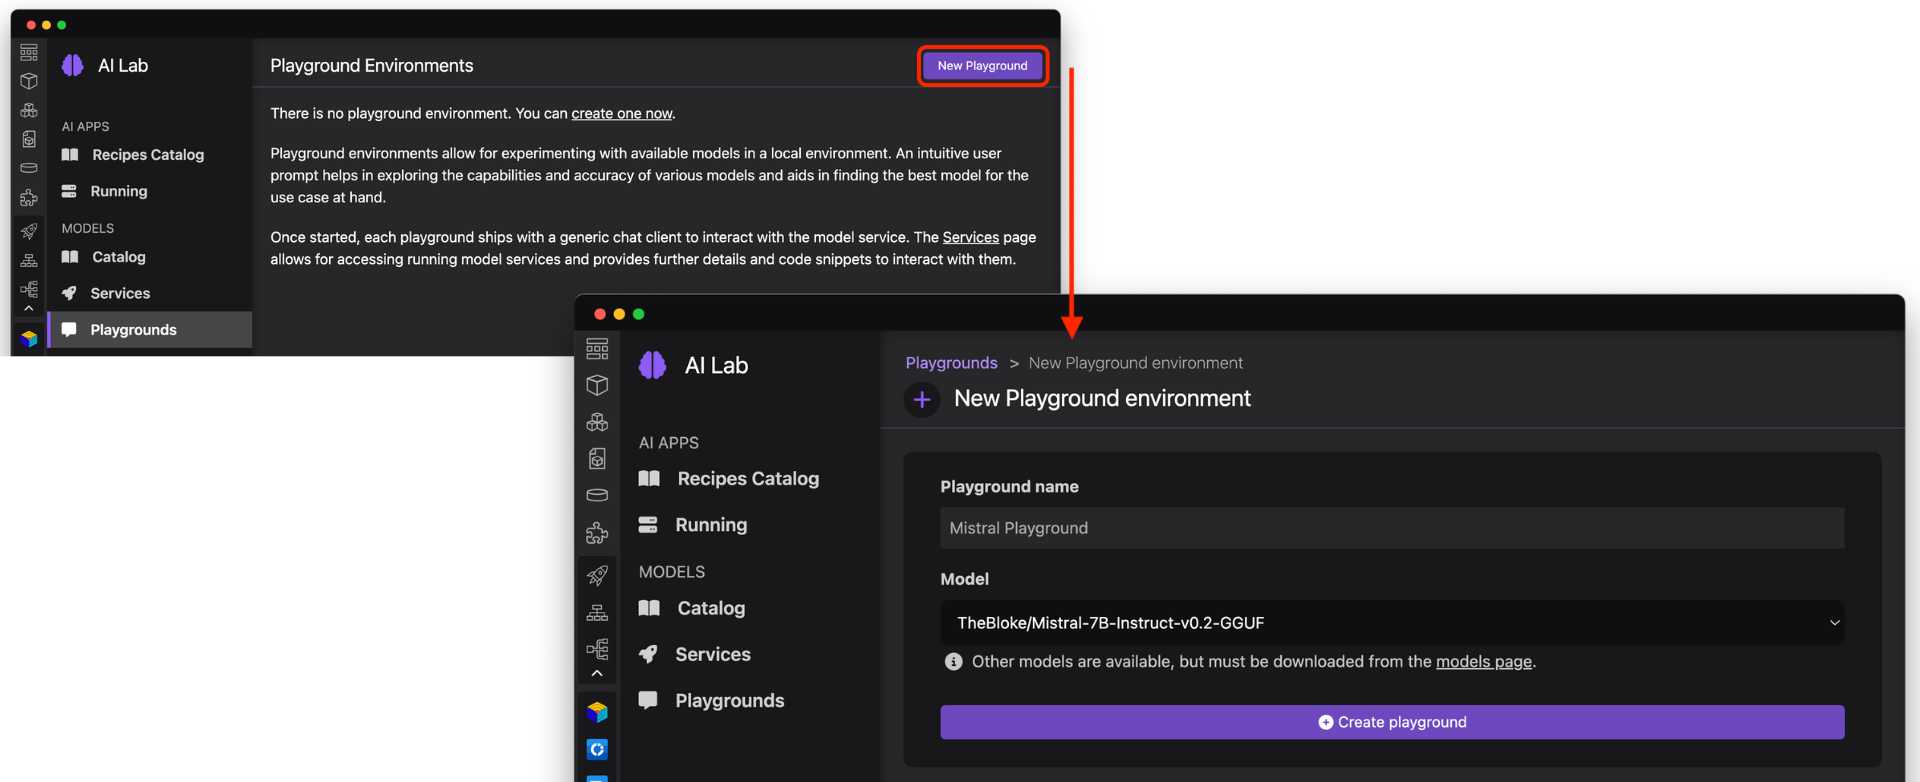 AI Lab
AI APPS
Recipes Catalog
Running
MODELS
Catalog
Services
Playgrounds
Playground Environments
New Playground
There is no playground environment. You can create one now.
Playground environments allow for experimenting with available models in a local environment. An intuitive user
prompt helps in exploring the capabilities and accuracy of various models and aids in finding the best model for the
use case at hand.
Once started, each playground ships with a generic chat client to interact with the model service. The Services page
allows for accessing running model services and provides further details and code snippets to interact with them.
AI Lab
AI APPS
Recipes Catalog
Running
MODELS
Catalog
Services
Playgrounds
Playgrounds > New Playground environment
New Playground environment
Playground name
Mistral Playground
Model
TheBloke/Mistral-7B-Instruct-v0.2-GGUF
Other models are available, but must be downloaded from the models page.
Create playground